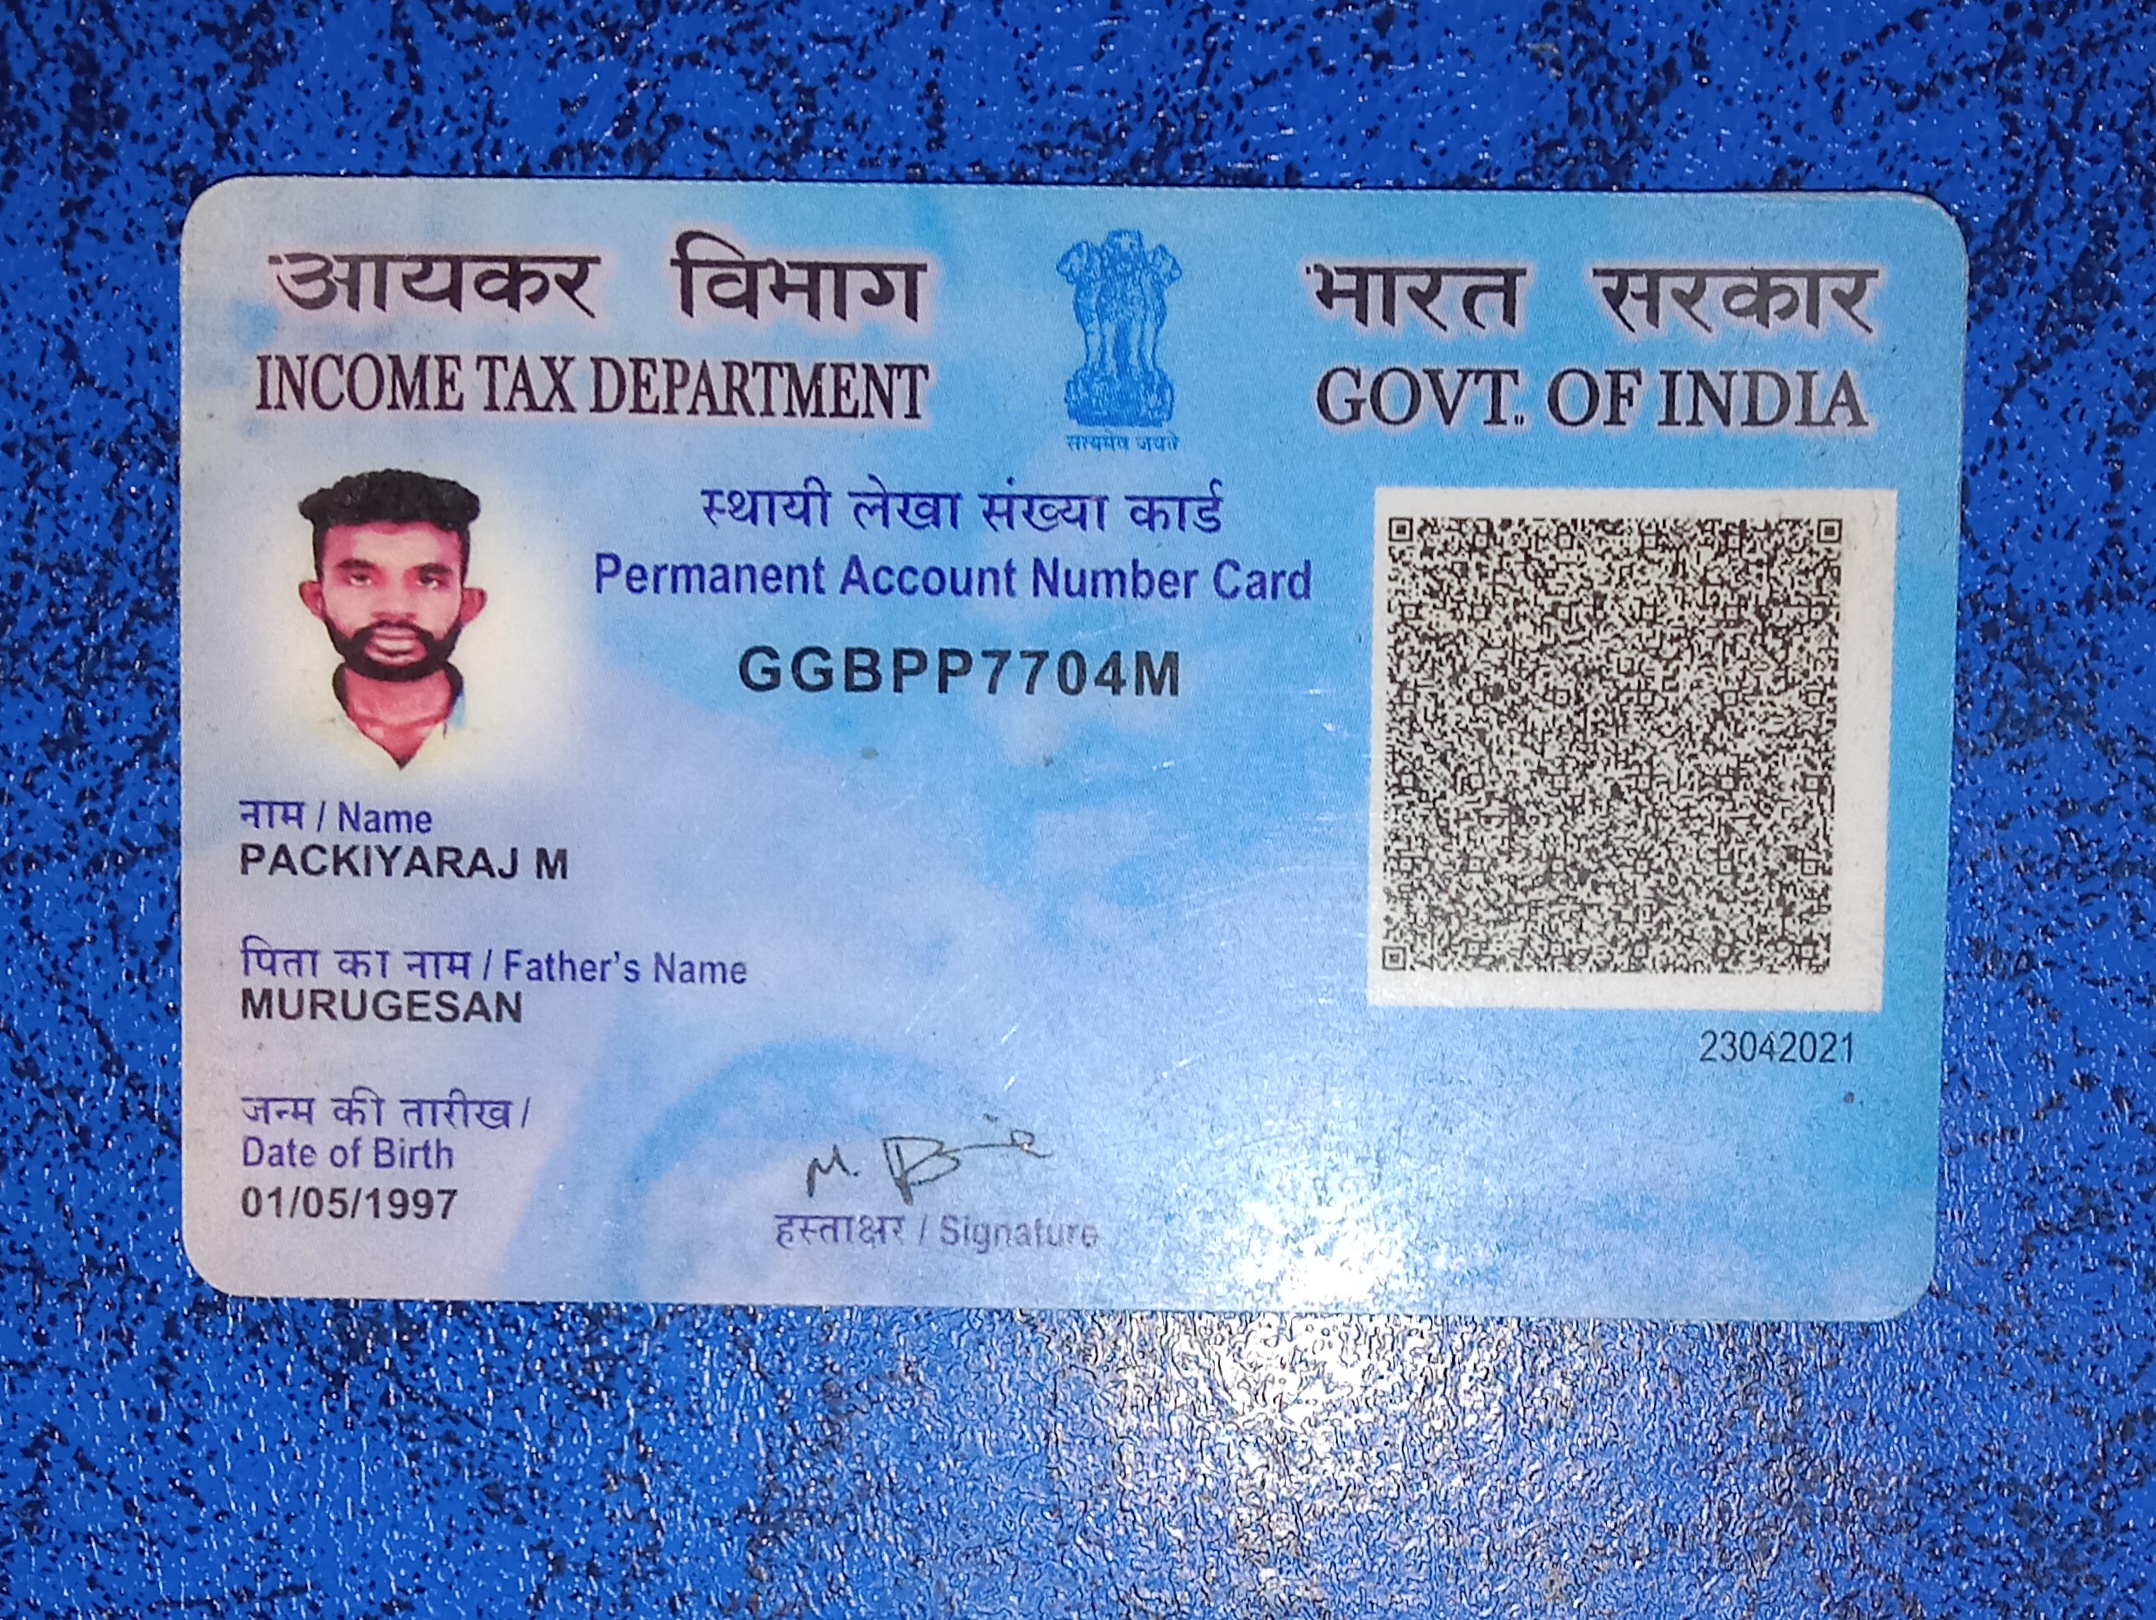 आयकर विभाग
INCOME TAX DEPARTMENT
सत्यमेव जयते
भारत सरकार
GOVT. OF INDIA
स्थायी लेखा संख्या कार्ड
Permanent Account Number Card
GGBPP7704M
नाम / Name
PACKIYARAJ M
पिता का नाम / Father's Name
MURUGESAN
23042021
जन्म की तारीख /
Date of Birth
01/05/1997
हस्ताक्षर / Signature